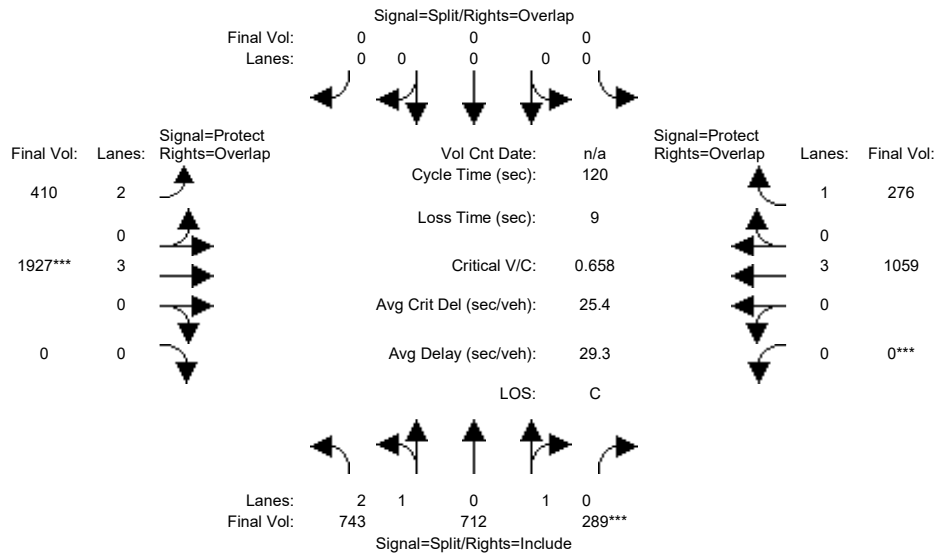 Signal=Split/Rights=Overlap
Final Vol: 0 0 0
Lanes: 0 0 0 0 0
Signal=Protect Signal=Protect
Final Vol: Lanes: Rights=Overlap Vol Cnt Date: n/a Rights=Overlap Lanes: Final Vol:
Cycle Time (sec): 120
410 2 1 276
Loss Time (sec): 9
0 0
1927*** 3 Critical V/C: 0.658 3 1059
0 Avg Crit Del (sec/veh): 25.4 0
0 0 Avg Delay (sec/veh): 29.3 0 0***
LOS: C
Lanes: 2 1 0 1 0
Final Vol: 743 712 289***
Signal=Split/Rights=Include